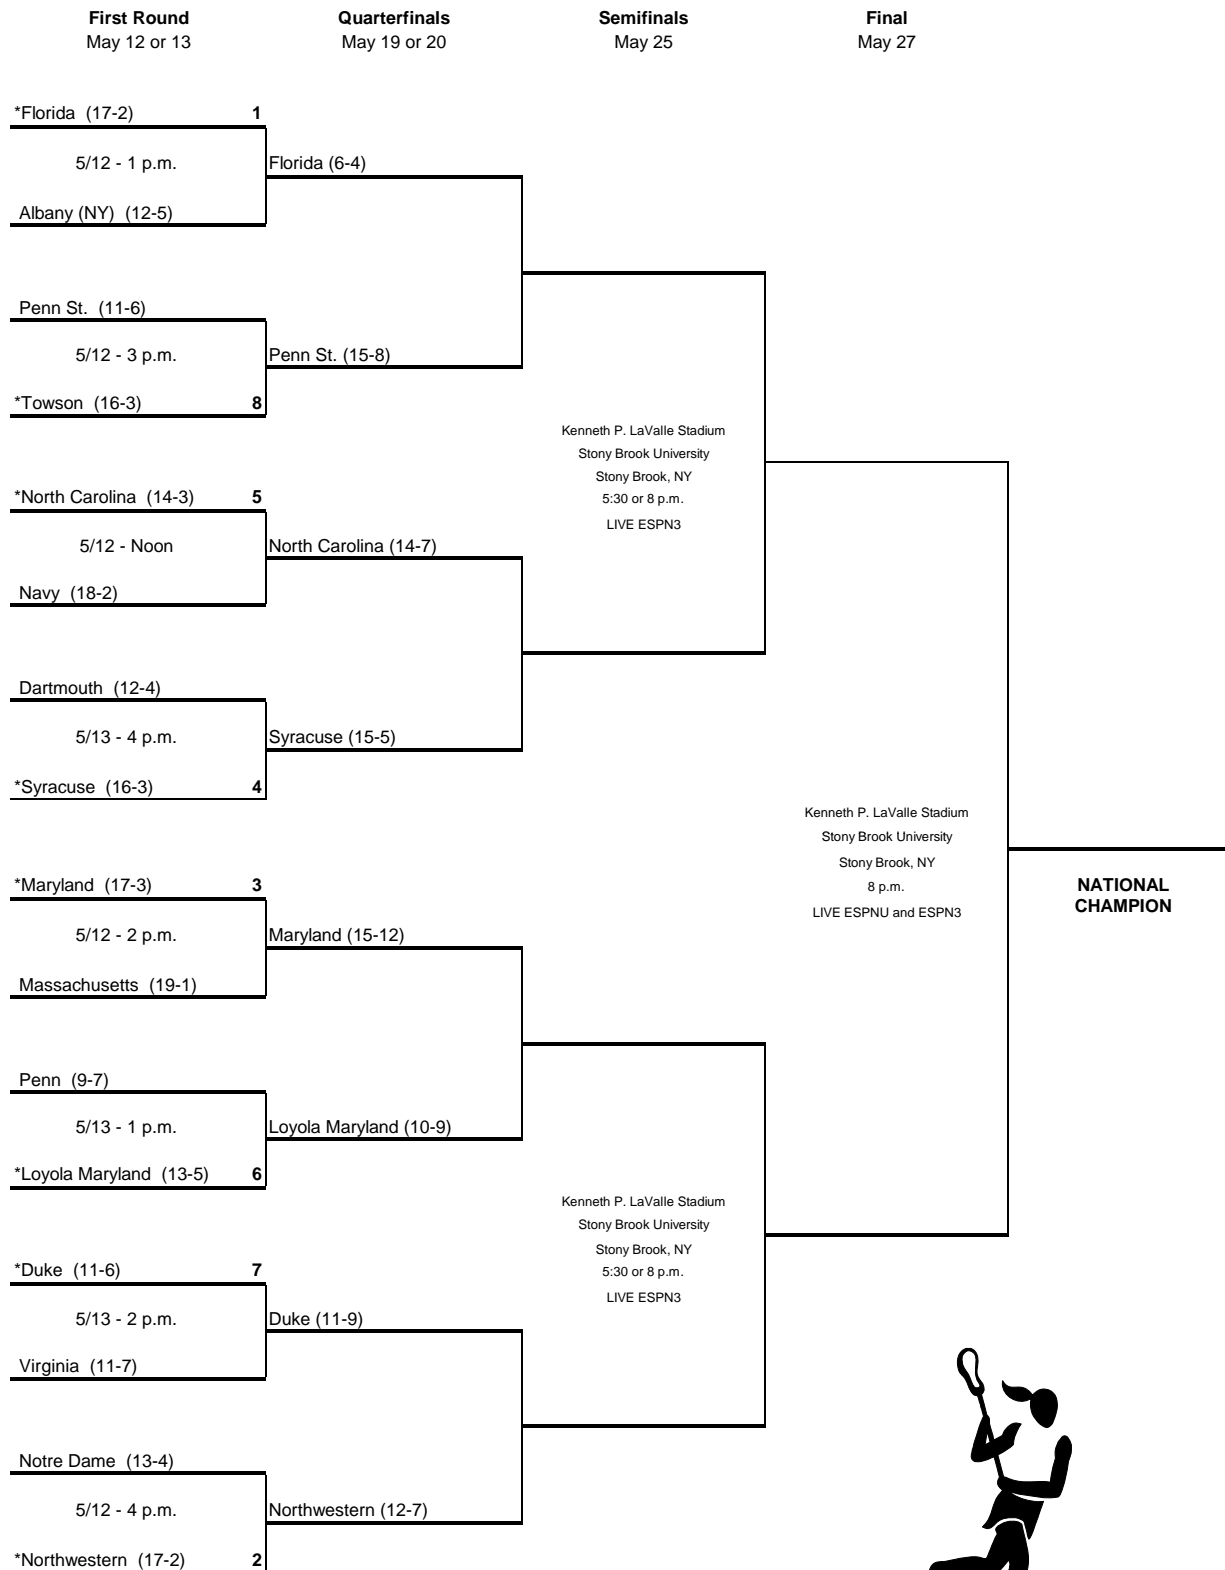 First Round
May 12 or 13
Quarterfinals
May 19 or 20
Semifinals
May 25
Final
May 27
*Florida (17-2) 1
5/12 - 1 p.m.
Albany (NY) (12-5)
Florida (6-4)
Penn St. (11-6)
5/12 - 3 p.m.
*Towson (16-3) 8
Penn St. (15-8)
*North Carolina (14-3) 5
5/12 - Noon
Navy (18-2)
North Carolina (14-7)
Dartmouth (12-4)
5/13 - 4 p.m.
*Syracuse (16-3) 4
Syracuse (15-5)
*Maryland (17-3) 3
5/12 - 2 p.m.
Massachusetts (19-1)
Maryland (15-12)
Penn (9-7)
5/13 - 1 p.m.
*Loyola Maryland (13-5) 6
Loyola Maryland (10-9)
*Duke (11-6) 7
5/13 - 2 p.m.
Virginia (11-7)
Duke (11-9)
Notre Dame (13-4)
5/12 - 4 p.m.
*Northwestern (17-2) 2
Northwestern (12-7)
Kenneth P. LaValle Stadium
Stony Brook University
Stony Brook, NY
5:30 or 8 p.m.
LIVE ESPN3
Kenneth P. LaValle Stadium
Stony Brook University
Stony Brook, NY
5:30 or 8 p.m.
LIVE ESPN3
Kenneth P. LaValle Stadium
Stony Brook University
Stony Brook, NY
8 p.m.
LIVE ESPNU and ESPN3
NATIONAL
CHAMPION